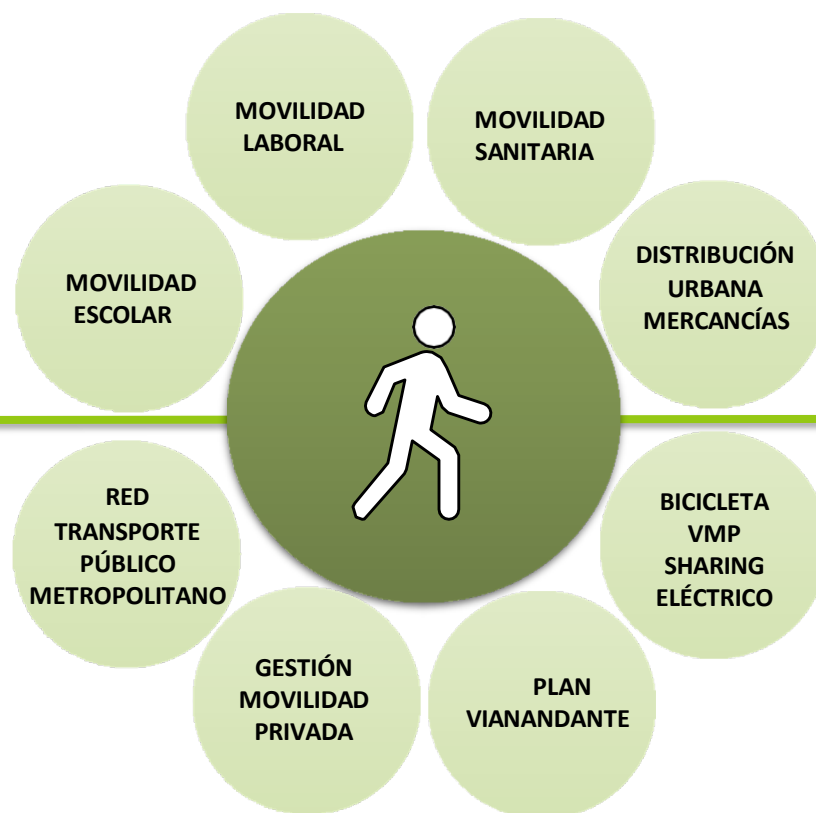 MOVILIDAD
LABORAL
MOVILIDAD
SANITARIA
MOVILIDAD
ESCOLAR
DISTRIBUCIÓN
URBANA
MERCANCÍAS
RED
TRANSPORTE
PÚBLICO
METROPOLITANO
BICICLETA
VMP
SHARING
ELÉCTRICO
GESTIÓN
MOVILIDAD
PRIVADA
PLAN
VIANANDANTE